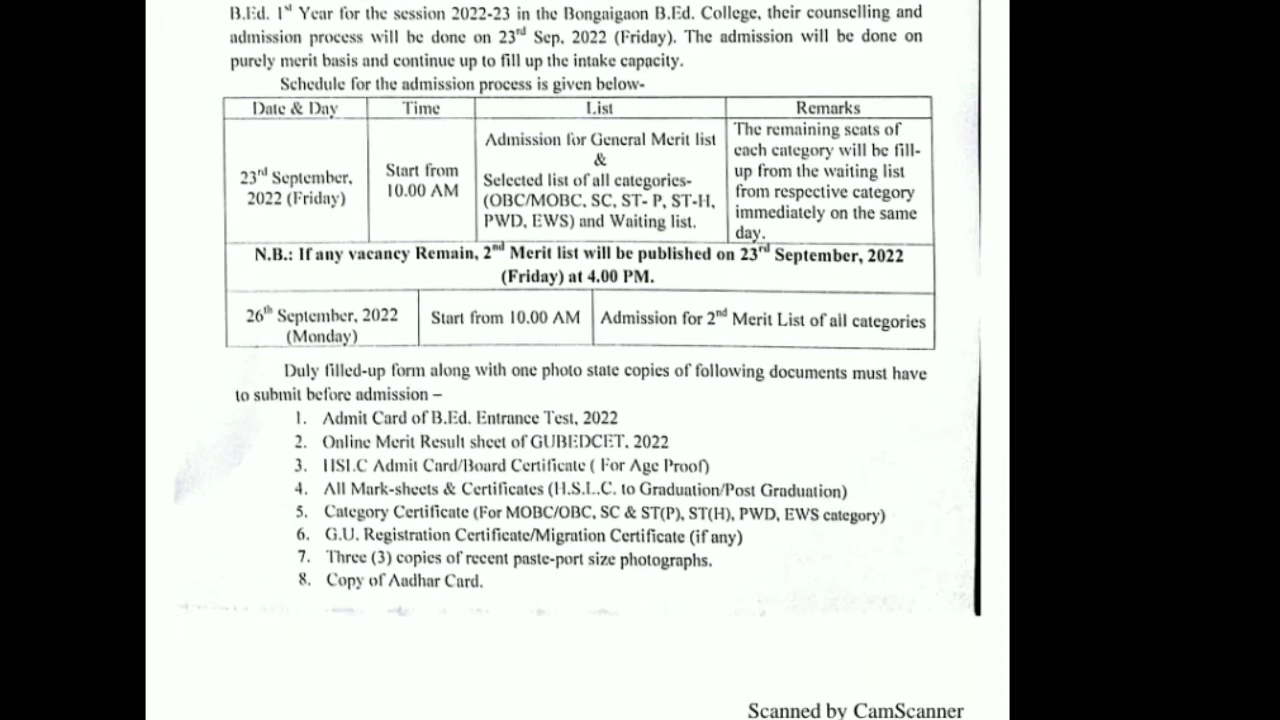 B.Ed. 1st Year for the session 2022-23 in the Bongaigaon B.Ed. College, their counselling and
admission process will be done on 23rd Sep. 2022 (Friday). The admission will be done on
purely merit basis and continue up to fill up the intake capacity.
Schedule for the admission process is given below-
Date & Day Time List Remarks
23rd September, 2022 (Friday)
Start from 10.00 AM
Admission for General Merit list
&
Selected list of all categories-
(OBC/MOBC, SC, ST- P, ST-H,
PWD, EWS) and Waiting list.
The remaining seats of
each category will be fill-
up from the waiting list
from respective category
immediately on the same
day.
N.B.: If any vacancy Remain, 2nd Merit list will be published on 23rd September, 2022
(Friday) at 4.00 PM.
26th September, 2022
(Monday)
Start from 10.00 AM
Admission for 2nd Merit List of all categories
Duly filled-up form along with one photo state copies of following documents must have
to submit before admission –
1. Admit Card of B.Ed. Entrance Test, 2022
2. Online Merit Result sheet of GUBEDCET, 2022
3. HSLC Admit Card/Board Certificate ( For Age Proof)
4. All Mark-sheets & Certificates (H.S.L.C. to Graduation/Post Graduation)
5. Category Certificate (For MOBC/OBC, SC & ST(P), ST(H), PWD, EWS category)
6. G.U. Registration Certificate/Migration Certificate (if any)
7. Three (3) copies of recent paste-port size photographs.
8. Copy of Aadhar Card.
Scanned by CamScanner